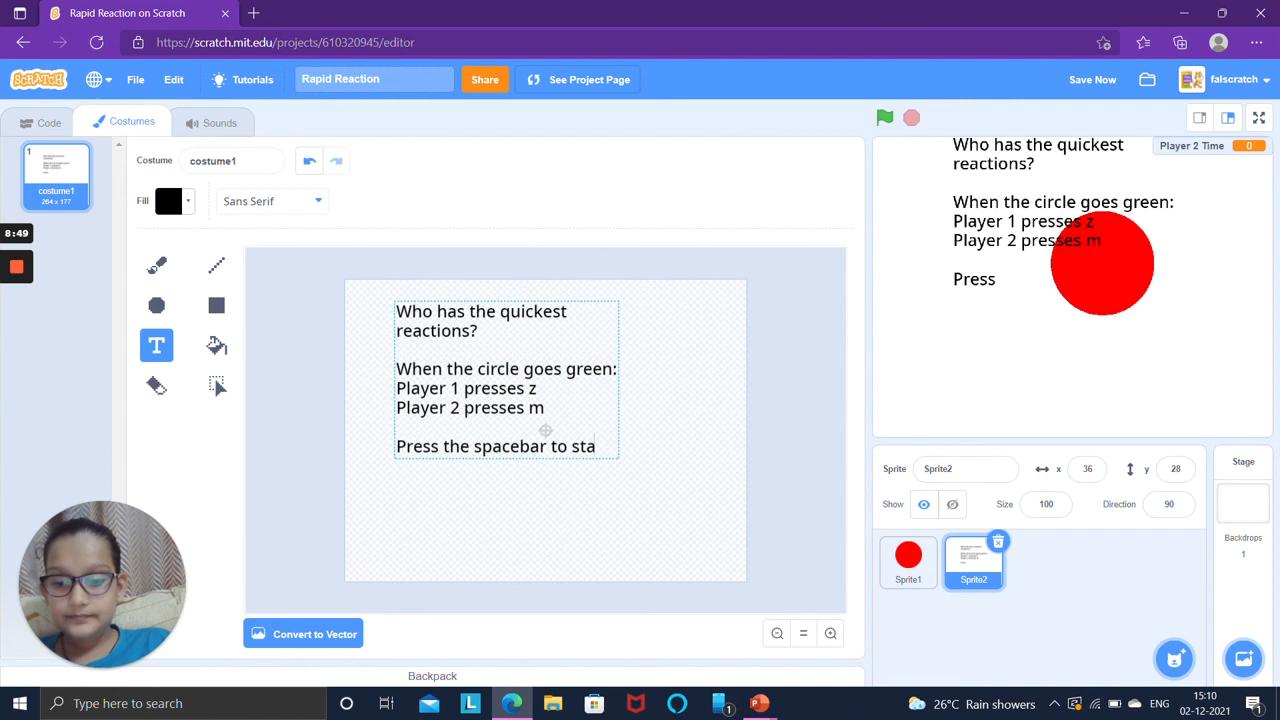 Rapid Reaction on Scratch
https://scratch.mit.edu/projects/610320945/editor
SCRATCH
File
Edit
Tutorials
Rapid Reaction
Share
See Project Page
Save Now
falscratch
Code
Costumes
Sounds
1
costume1
264 x 177
8:49
Costume
costume1
Fill
Sans Serif
Who has the quickest
reactions?
When the circle goes green:
Player 1 presses z
Player 2 presses m
Press the spacebar to sta
Convert to Vector
Backpack
Who has the quickest
reactions?
When the circle goes green:
Player 1 presses z
Player 2 presses m
Press
Player 2 Time
0
Sprite
Sprite2
x
36
y
28
Show
Size
100
Direction
90
Sprite1
Sprite2
Stage
Backdrops
1
Type here to search
L
1
26°C Rain showers
ENG
15:10
02-12-2021
1